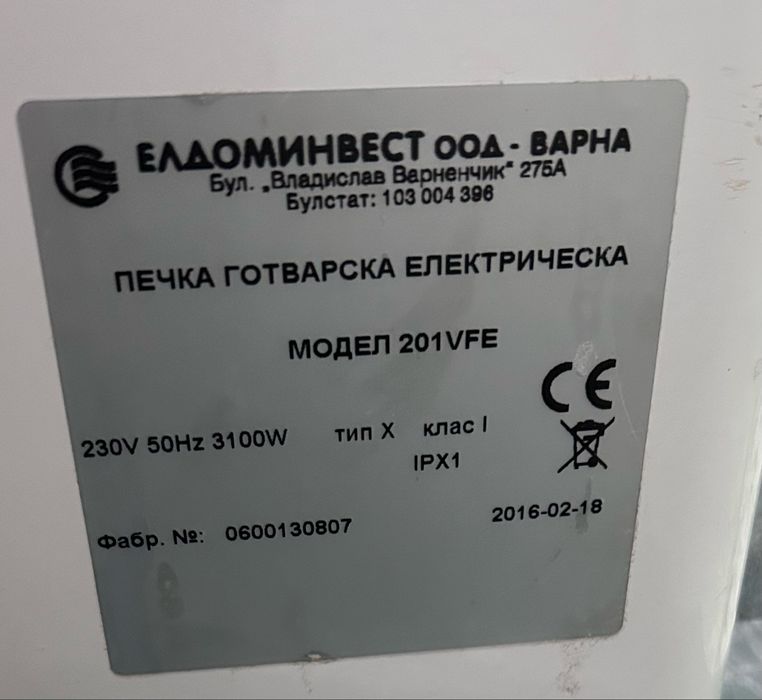 ЕЛДОМИНВЕСТ ООД - ВАРНА
Бул. „Владислав Варненчик" 275А
Булстат: 103 004 396
ПЕЧКА ГОТВАРСКА ЕЛЕКТРИЧЕСКА
МОДЕЛ 201VFE
CE
230V 50Hz 3100W тип X клас I
IPX1
2016-02-18
Фабр. №: 0600130807